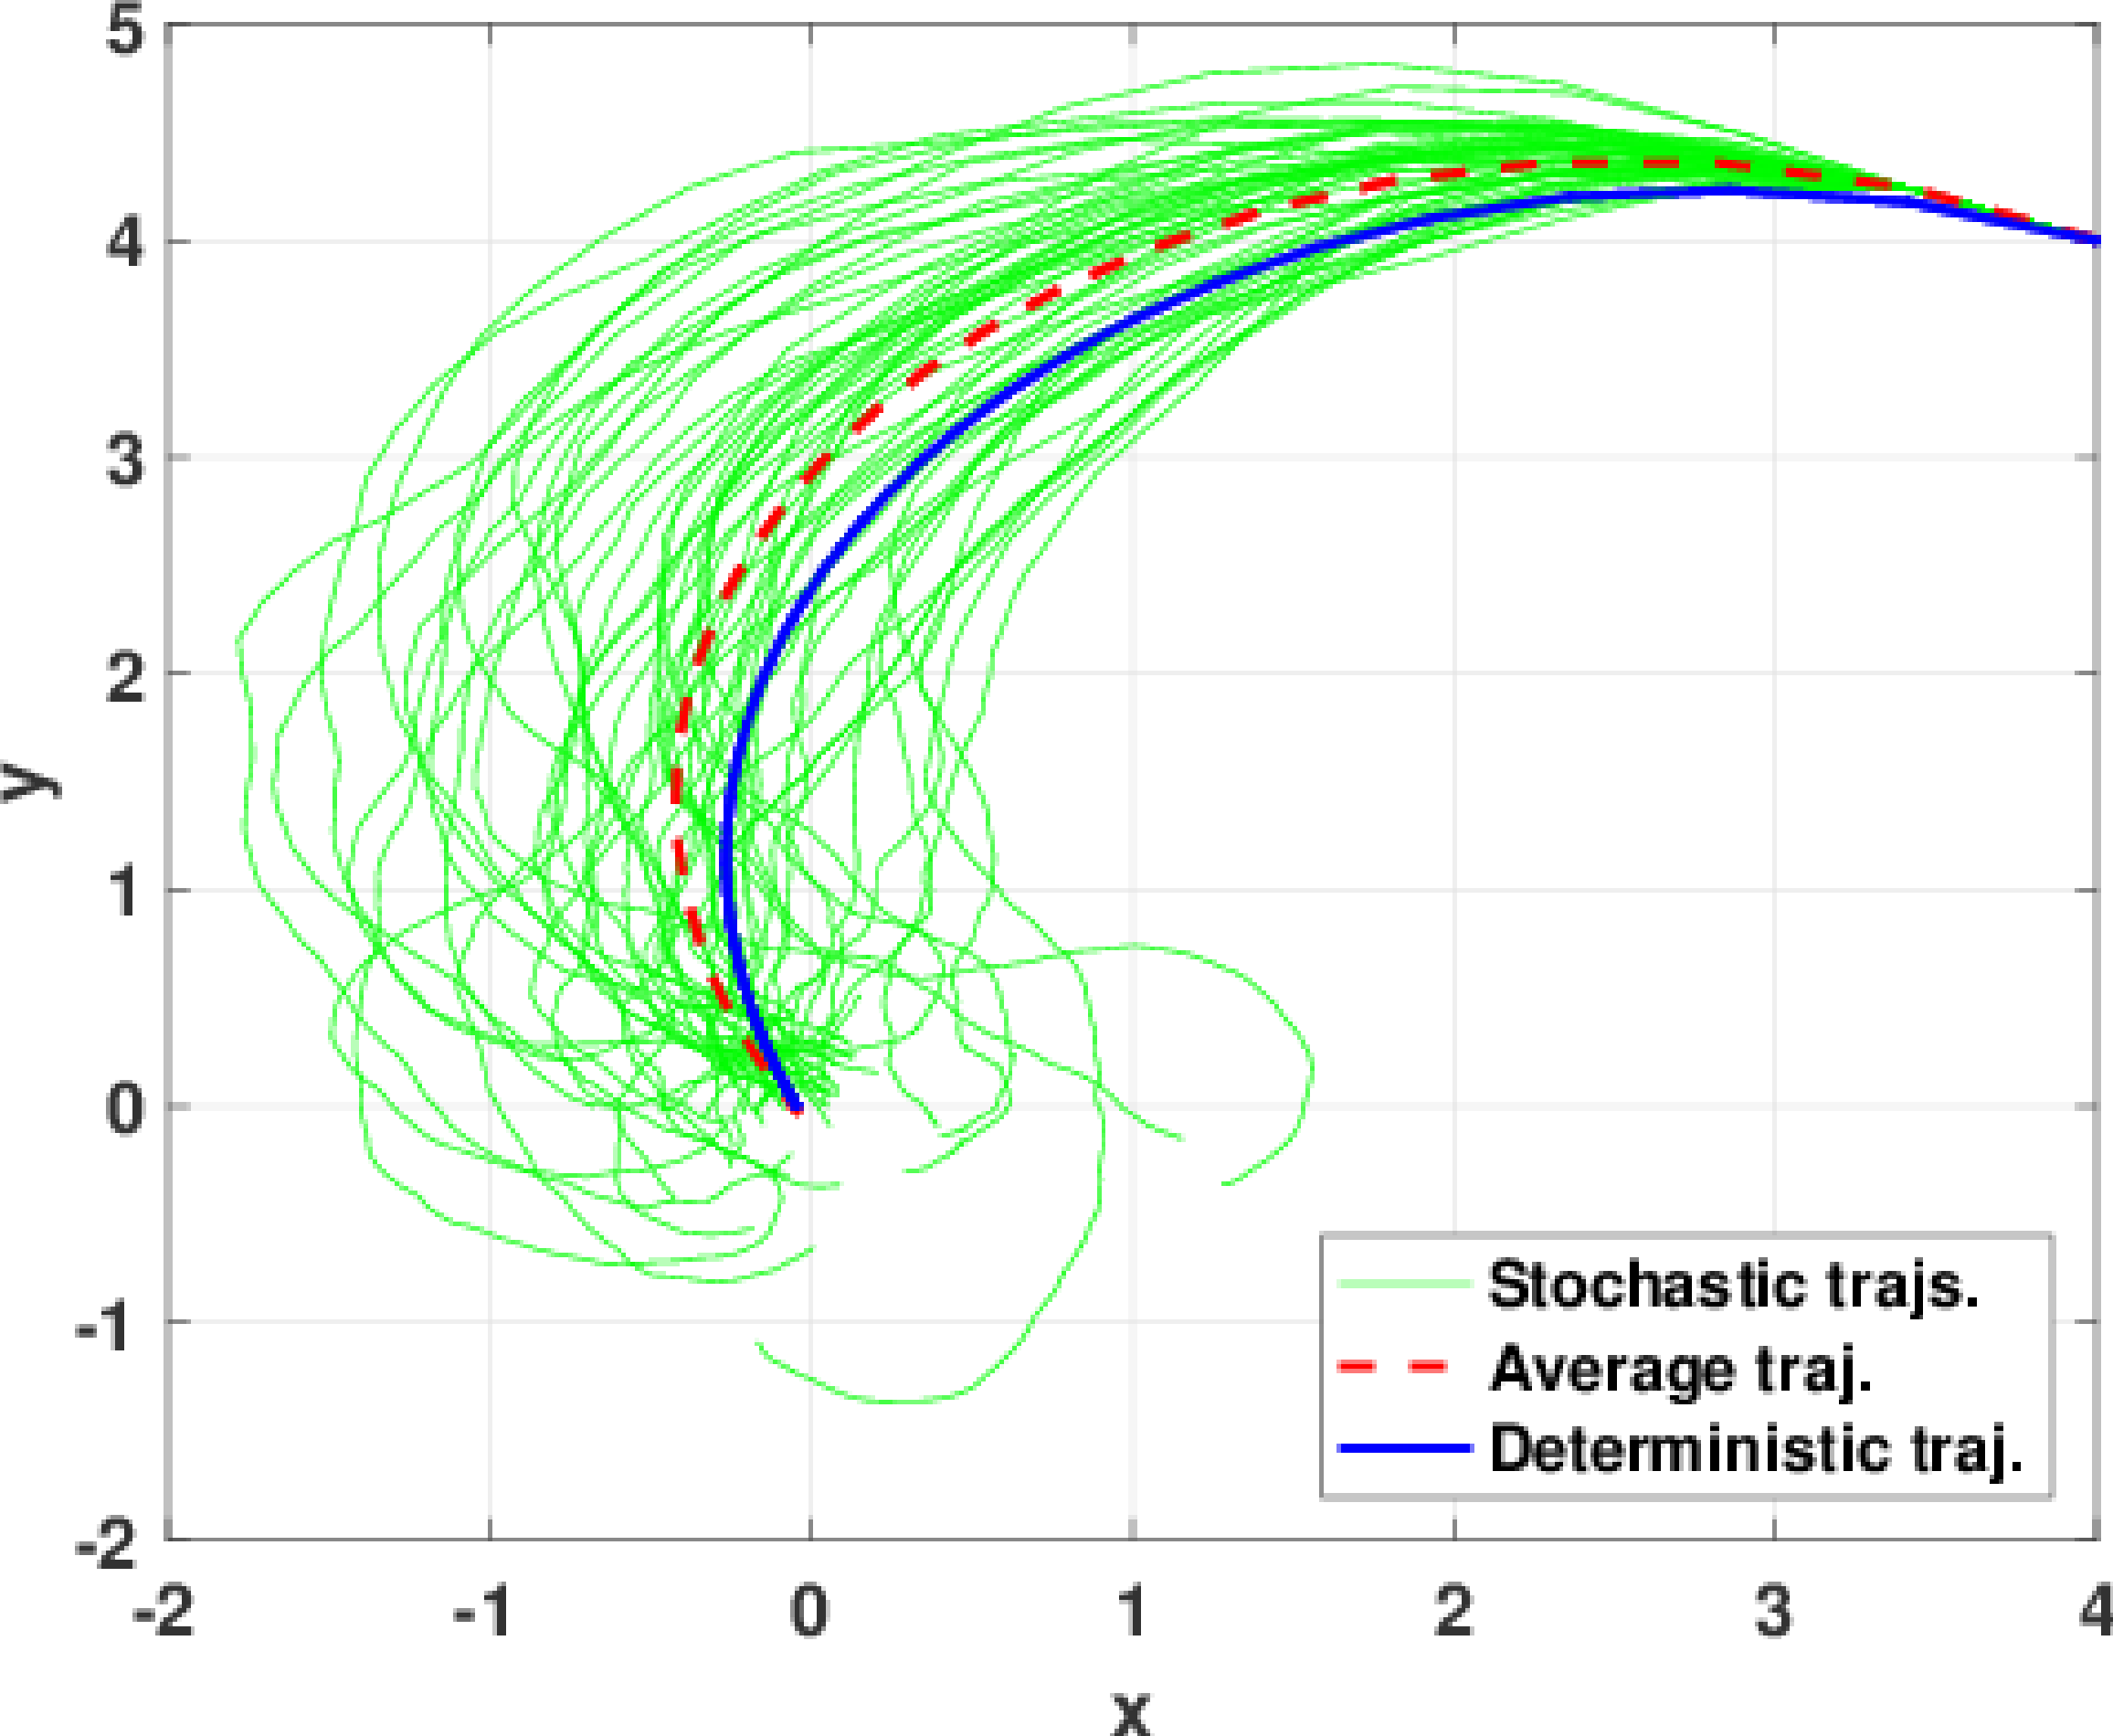 5
4
3
2
1
0
-1
-2
y
-2 -1 0 1 2 3 4
x
Stochastic trajs.
Average traj.
Deterministic traj.